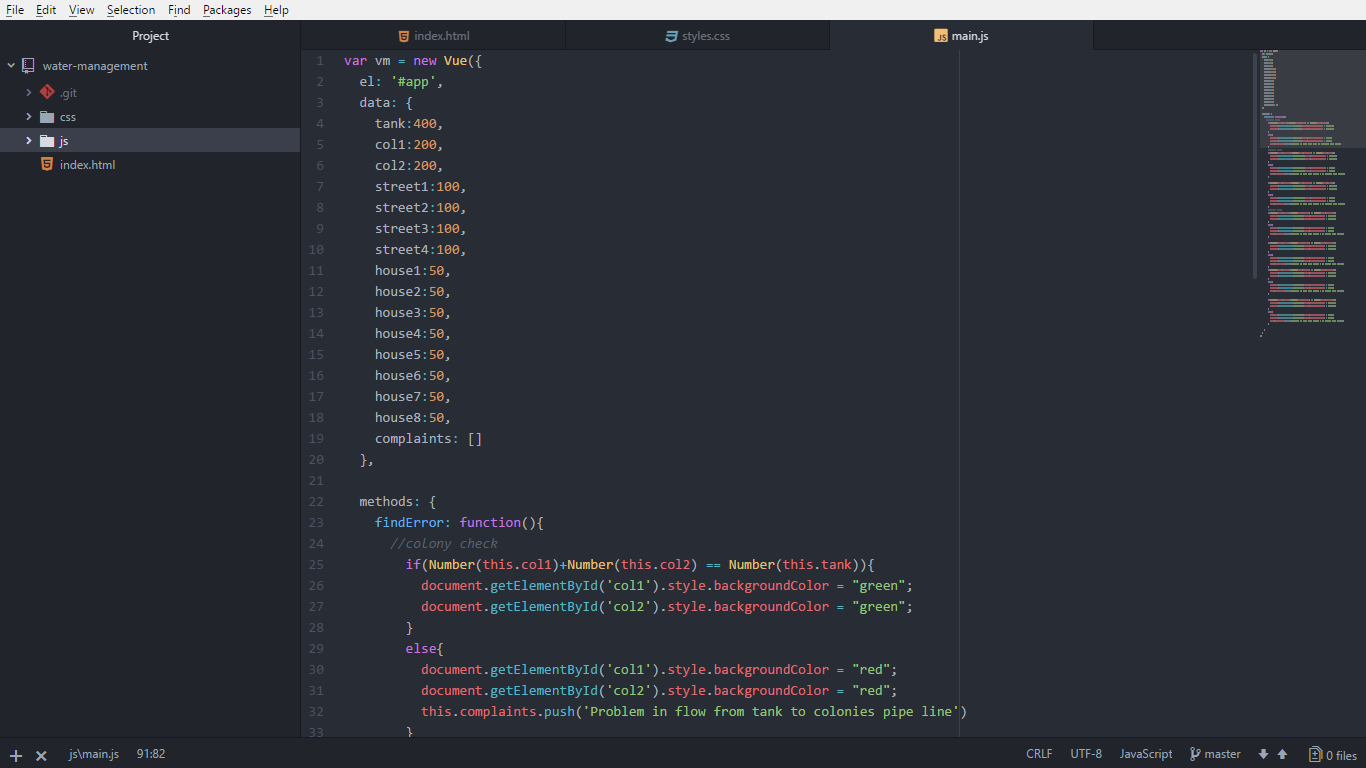 File Edit View Selection Find Packages Help
Project
index.html
styles.css
main.js
water-management
.git
css
js
index.html
1 var vm = new Vue({
2 el: '#app',
3 data: {
4 tank:400,
5 col1:200,
6 col2:200,
7 street1:100,
8 street2:100,
9 street3:100,
10 street4:100,
11 house1:50,
12 house2:50,
13 house3:50,
14 house4:50,
15 house5:50,
16 house6:50,
17 house7:50,
18 house8:50,
19 complaints: []
20 },
21
22 methods: {
23 findError: function(){
24 //colony check
25 if(Number(this.col1)+Number(this.col2) == Number(this.tank)){
26 document.getElementById('col1').style.backgroundColor = "green";
27 document.getElementById('col2').style.backgroundColor = "green";
28 }
29 else{
30 document.getElementById('col1').style.backgroundColor = "red";
31 document.getElementById('col2').style.backgroundColor = "red";
32 this.complaints.push('Problem in flow from tank to colonies pipe line')
33 }
js\main.js 91:82 CRLF UTF-8 JavaScript master 0 files